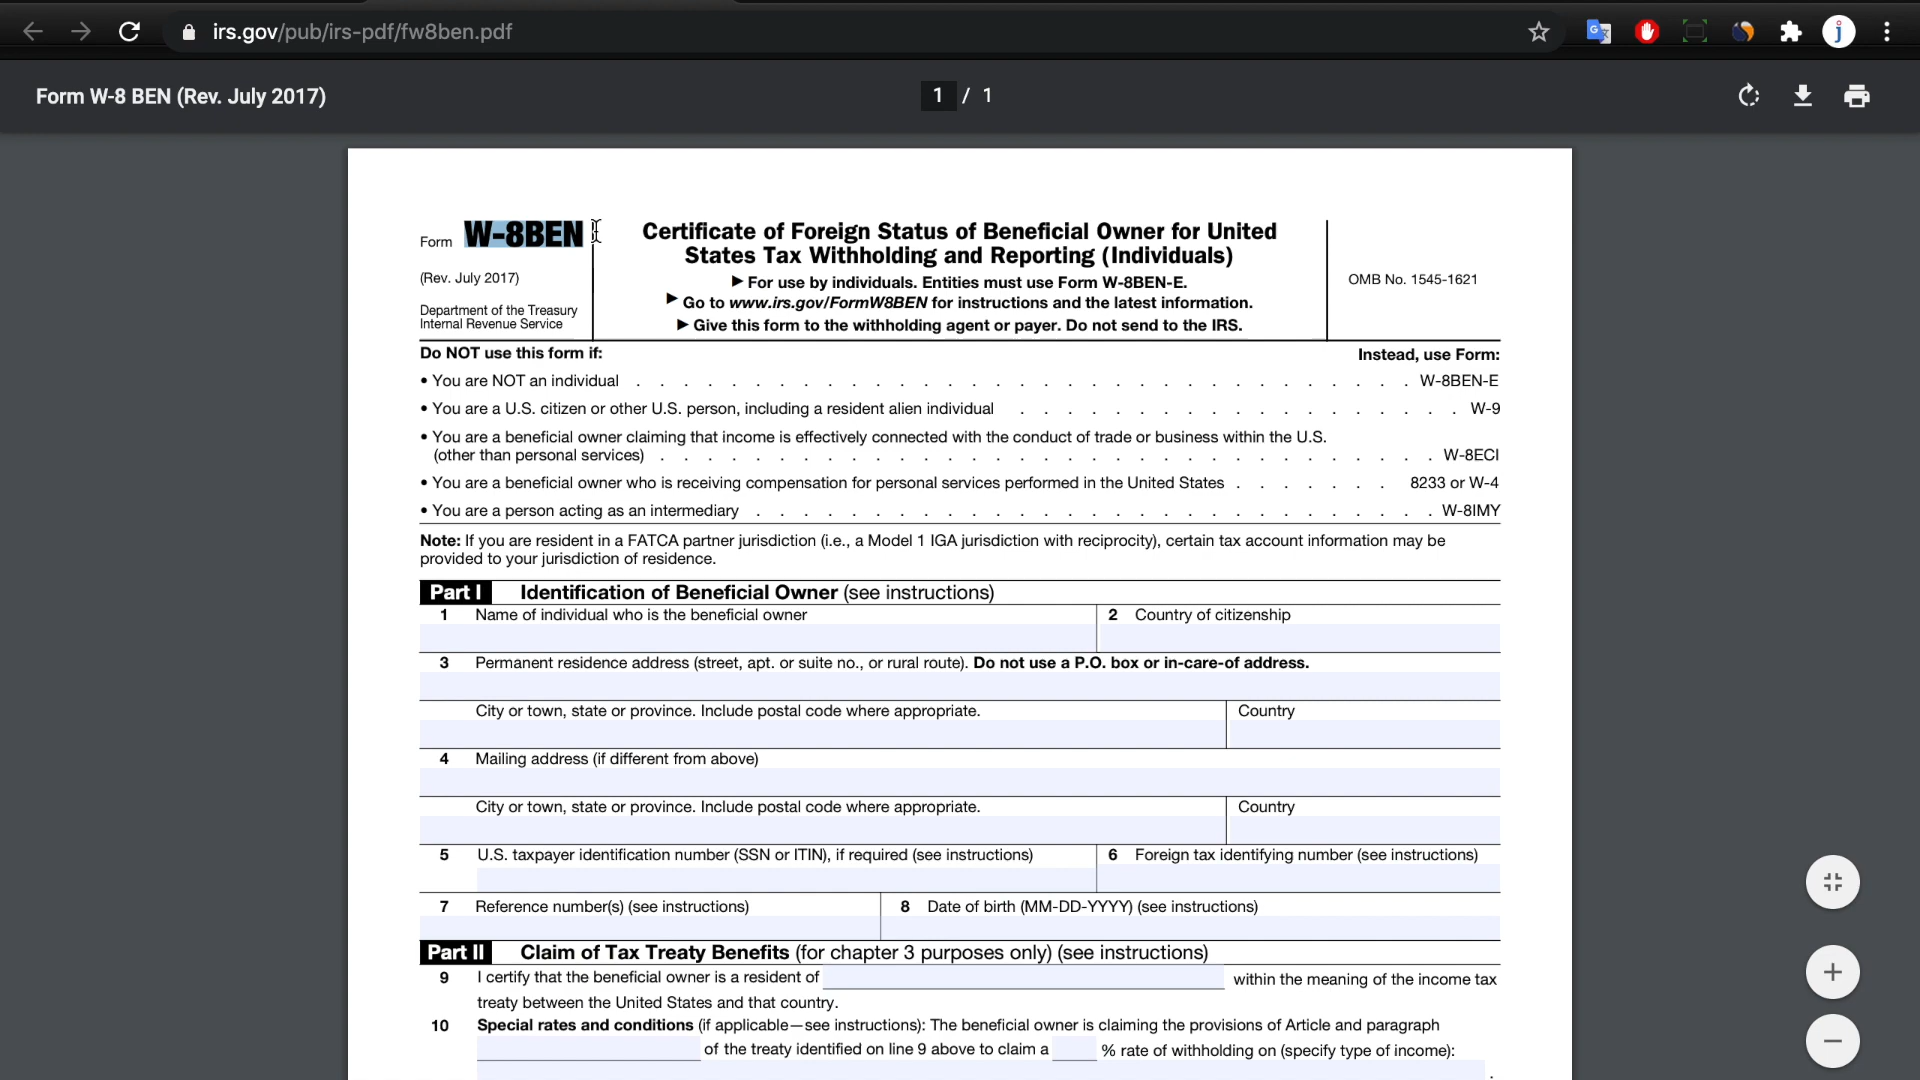 irs.gov/pub/irs-pdf/fw8ben.pdf
j
Form W-8 BEN (Rev. July 2017)
1 / 1
Form W-8BEN
(Rev. July 2017)
Department of the Treasury
Internal Revenue Service
Certificate of Foreign Status of Beneficial Owner for United
States Tax Withholding and Reporting (Individuals)
▶ For use by individuals. Entities must use Form W-8BEN-E.
▶ Go to www.irs.gov/FormW8BEN for instructions and the latest information.
▶ Give this form to the withholding agent or payer. Do not send to the IRS.
OMB No. 1545-1621
Do NOT use this form if: Instead, use Form:
• You are NOT an individual . . . . . . . . . . W-8BEN-E
• You are a U.S. citizen or other U.S. person, including a resident alien individual . . . . . . . . . . W-9
• You are a beneficial owner claiming that income is effectively connected with the conduct of trade or business within the U.S.
(other than personal services) . . . . . . . . . . W-8ECI
• You are a beneficial owner who is receiving compensation for personal services performed in the United States . . . . . . . 8233 or W-4
• You are a person acting as an intermediary . . . . . . . . . . W-8IMY
Note: If you are resident in a FATCA partner jurisdiction (i.e., a Model 1 IGA jurisdiction with reciprocity), certain tax account information may be
provided to your jurisdiction of residence.
Part I Identification of Beneficial Owner (see instructions)
1 Name of individual who is the beneficial owner
2 Country of citizenship
3 Permanent residence address (street, apt. or suite no., or rural route). Do not use a P.O. box or in-care-of address.
City or town, state or province. Include postal code where appropriate.
Country
4 Mailing address (if different from above)
City or town, state or province. Include postal code where appropriate.
Country
5 U.S. taxpayer identification number (SSN or ITIN), if required (see instructions)
6 Foreign tax identifying number (see instructions)
7 Reference number(s) (see instructions)
8 Date of birth (MM-DD-YYYY) (see instructions)
Part II Claim of Tax Treaty Benefits (for chapter 3 purposes only) (see instructions)
9 I certify that the beneficial owner is a resident of within the meaning of the income tax
treaty between the United States and that country.
10 Special rates and conditions (if applicable—see instructions): The beneficial owner is claiming the provisions of Article and paragraph
of the treaty identified on line 9 above to claim a % rate of withholding on (specify type of income):
.